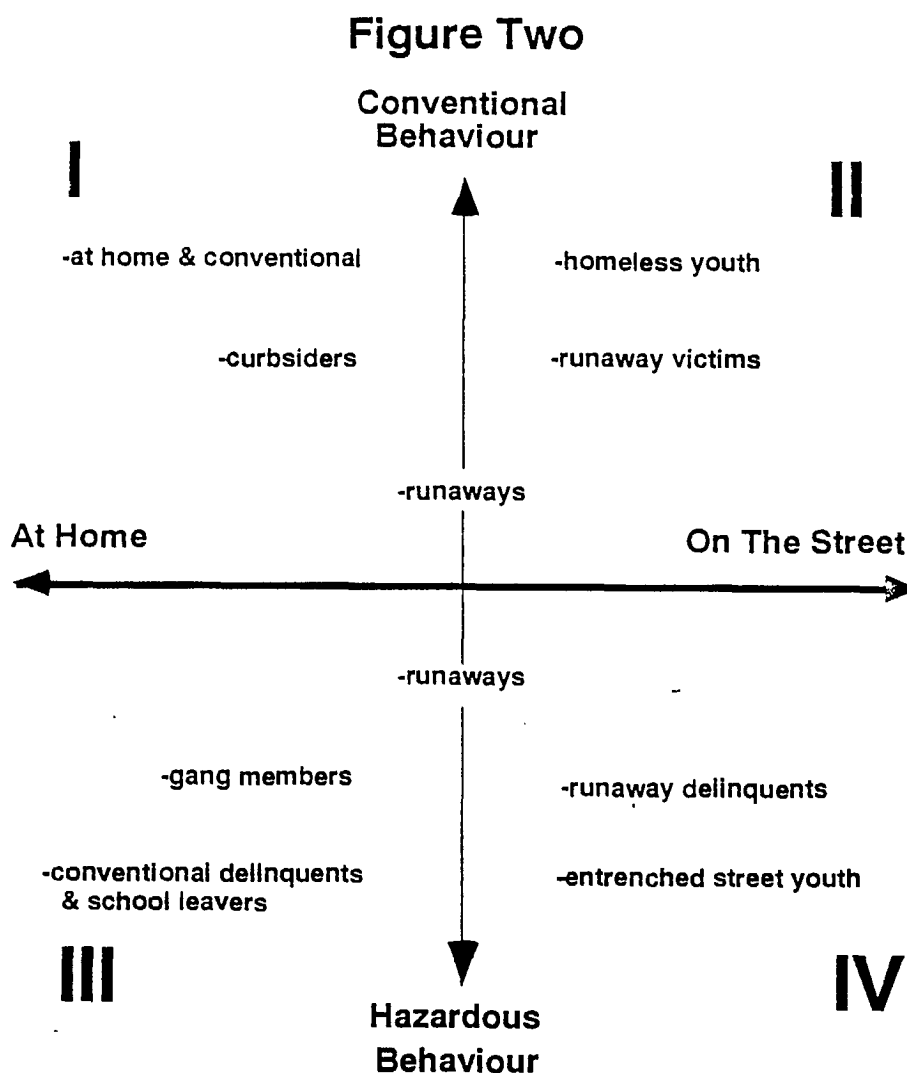 Figure Two
Conventional
Behaviour
I
II
-at home & conventional
-homeless youth
-curbsiders
-runaway victims
-runaways
At Home
On The Street
-runaways
-gang members
-runaway delinquents
-conventional delinquents
& school leavers
-entrenched street youth
III
IV
Hazardous
Behaviour